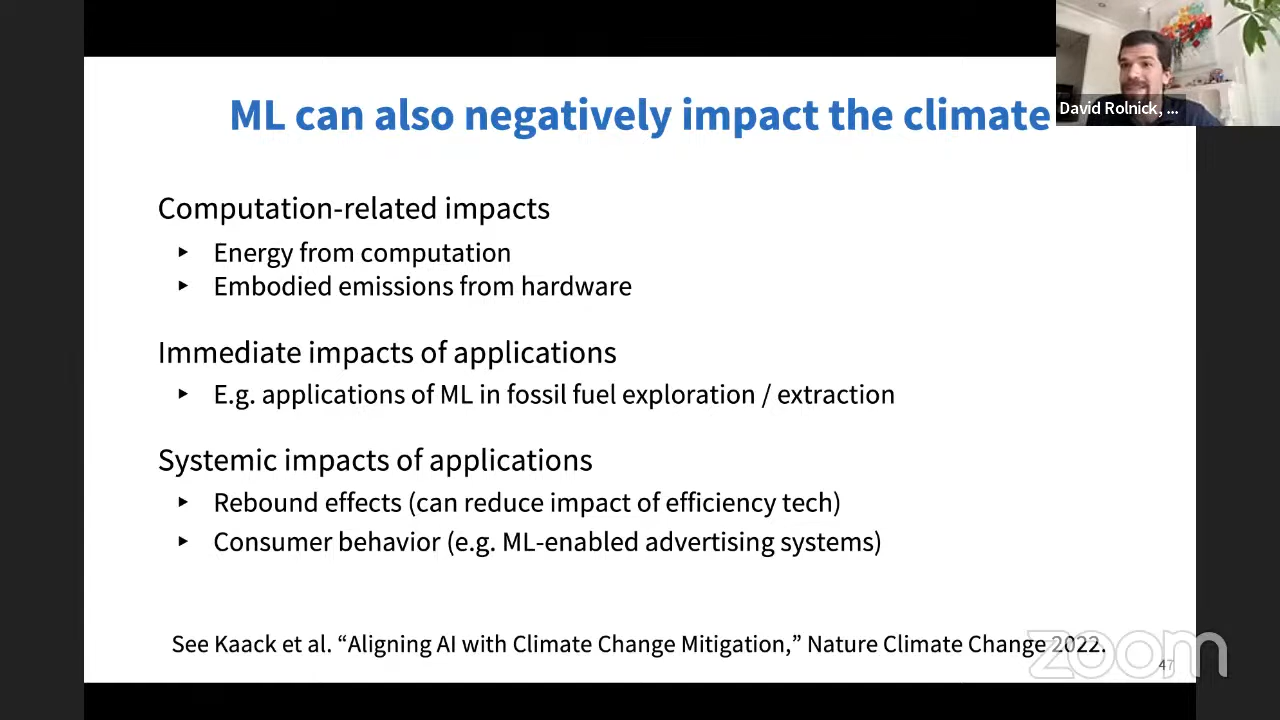 ML can also negatively impact the climate
David Rolnick, ...
Computation-related impacts
‣ Energy from computation
‣ Embodied emissions from hardware
Immediate impacts of applications
‣ E.g. applications of ML in fossil fuel exploration / extraction
Systemic impacts of applications
‣ Rebound effects (can reduce impact of efficiency tech)
‣ Consumer behavior (e.g. ML-enabled advertising systems)
See Kaack et al. “Aligning AI with Climate Change Mitigation,” Nature Climate Change 2022.
zoom
47